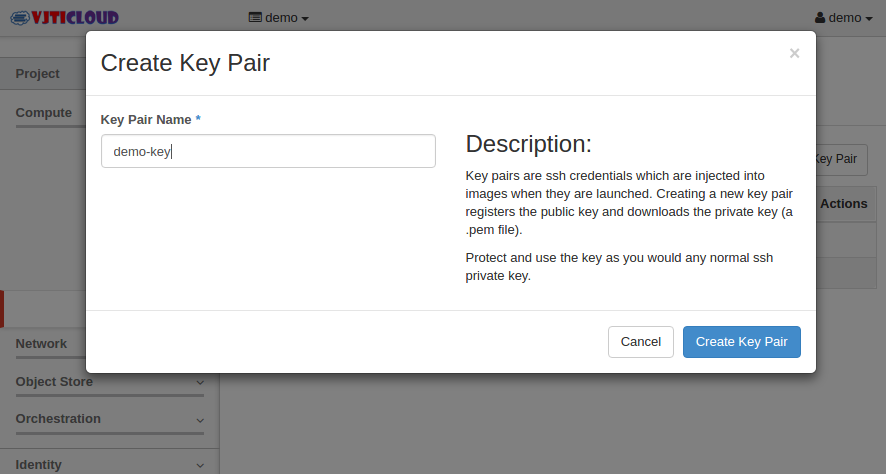 VJTICLOUD
demo
demo
Create Key Pair
×
Project
Compute
Key Pair Name *
demo-key
Description:
Key pairs are ssh credentials which are injected into
images when they are launched. Creating a new key pair
registers the public key and downloads the private key (a
.pem file).
Protect and use the key as you would any normal ssh
private key.
Key Pair
Actions
Cancel
Create Key Pair
Network
Object Store
Orchestration
Identity